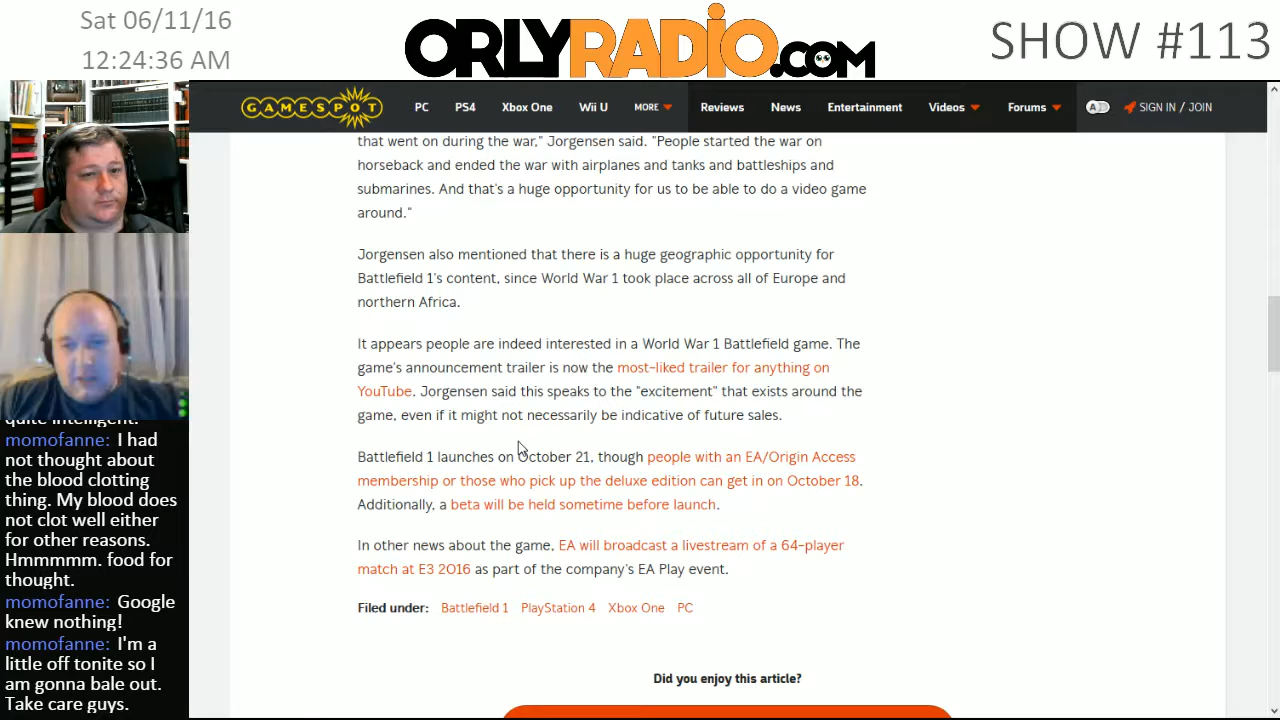 Sat 06/11/16
12:24:36 AM
ORLYRADIO.COM
SHOW #113
GAMESPOT
PC PS4 Xbox One Wii U MORE Reviews News Entertainment Videos Forums A SIGN IN / JOIN
that went on during the war," Jorgensen said. "People started the war on
horseback and ended the war with airplanes and tanks and battleships and
submarines. And that's a huge opportunity for us to be able to do a video game
around."
Jorgensen also mentioned that there is a huge geographic opportunity for
Battlefield 1's content, since World War 1 took place across all of Europe and
northern Africa.
It appears people are indeed interested in a World War 1 Battlefield game. The
game's announcement trailer is now the most-liked trailer for anything on
YouTube. Jorgensen said this speaks to the "excitement" that exists around the
game, even if it might not necessarily be indicative of future sales.
Battlefield 1 launches on October 21, though people with an EA/Origin Access
membership or those who pick up the deluxe edition can get in on October 18.
Additionally, a beta will be held sometime before launch.
In other news about the game, EA will broadcast a livestream of a 64-player
match at E3 2016 as part of the company's EA Play event.
Filed under: Battlefield 1 PlayStation 4 Xbox One PC
Did you enjoy this article?
quite intelligent.
momofanne: I had
not thought about
the blood clotting
thing. My blood does
not clot well either
for other reasons.
Hmmmmm. food for
thought.
momofanne: Google
knew nothing!
momofanne: I'm a
little off tonite so I
am gonna bale out.
Take care guys.